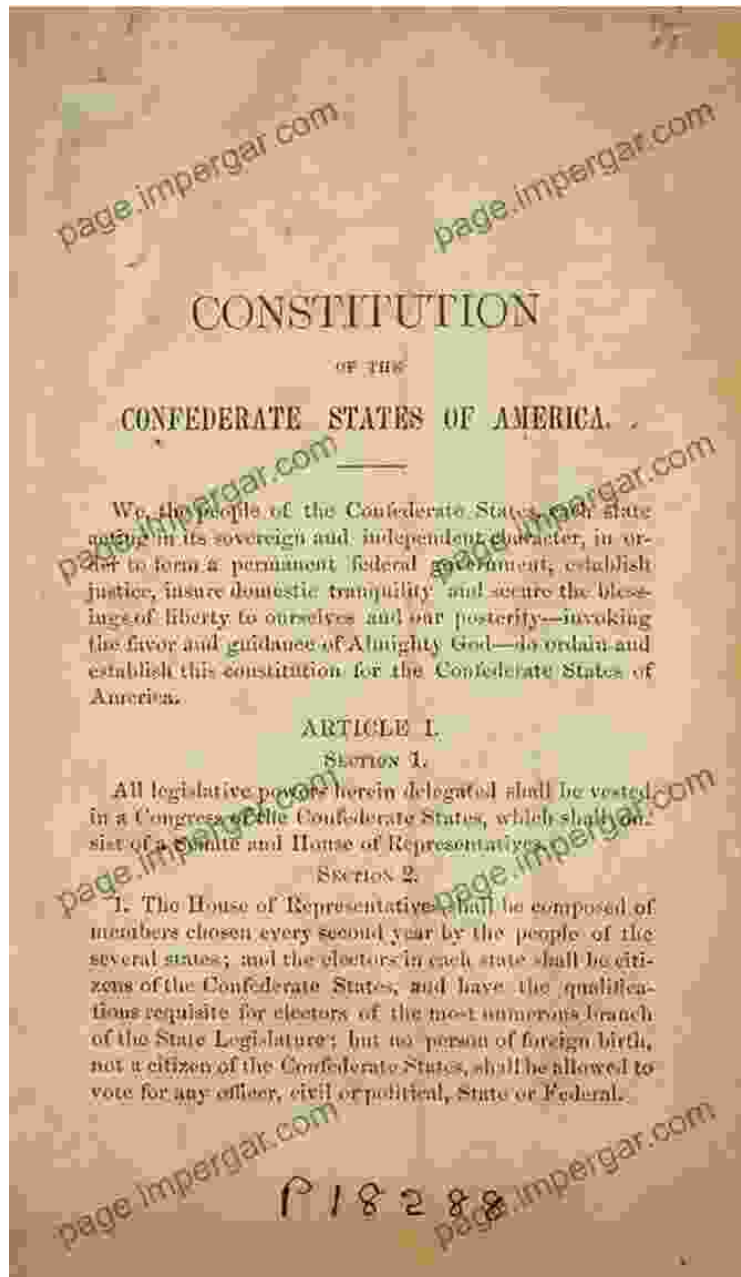 page.impergar.com page.impergar.com
CONSTITUTION
OF THE
CONFEDERATE STATES OF AMERICA.
page.impergar.com page.impergar.com
We, the people of the Confederate States, each state
acting in its sovereign and independent character, in or-
der to form a permanent federal government, establish
justice, insure domestic tranquility and secure the bless-
ings of liberty to ourselves and our posterity—invoking
the favor and guidance of Almighty God—do ordain and
establish this constitution for the Confederate States of
America.
ARTICLE I.
SECTION 1.
All legislative powers herein delegated shall be vested
in a Congress of the Confederate States, which shall con-
sist of a Senate and House of Representatives.
page.impergar.com page.impergar.com
SECTION 2.
1. The House of Representatives shall be composed of
members chosen every second year by the people of the
several states; and the electors in each state shall be citi-
zens of the Confederate States, and have the qualifica-
tions requisite for electors of the most numerous branch
of the State Legislature; but no person of foreign birth,
not a citizen of the Confederate States, shall be allowed to
vote for any officer, civil or political, State or Federal.
page.impergar.com page.impergar.com
P18288